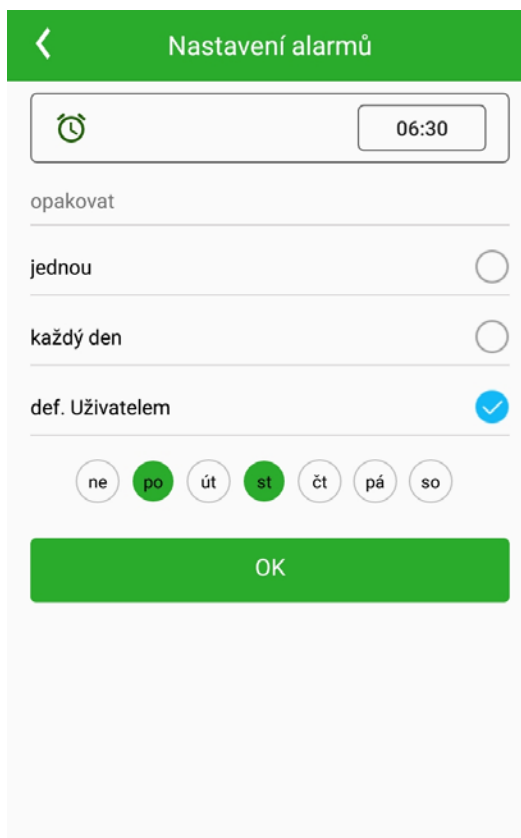 Nastavení alarmů
06:30
opakovat
jednou
každý den
def. Uživatelem
ne po út st čt pá so
OK